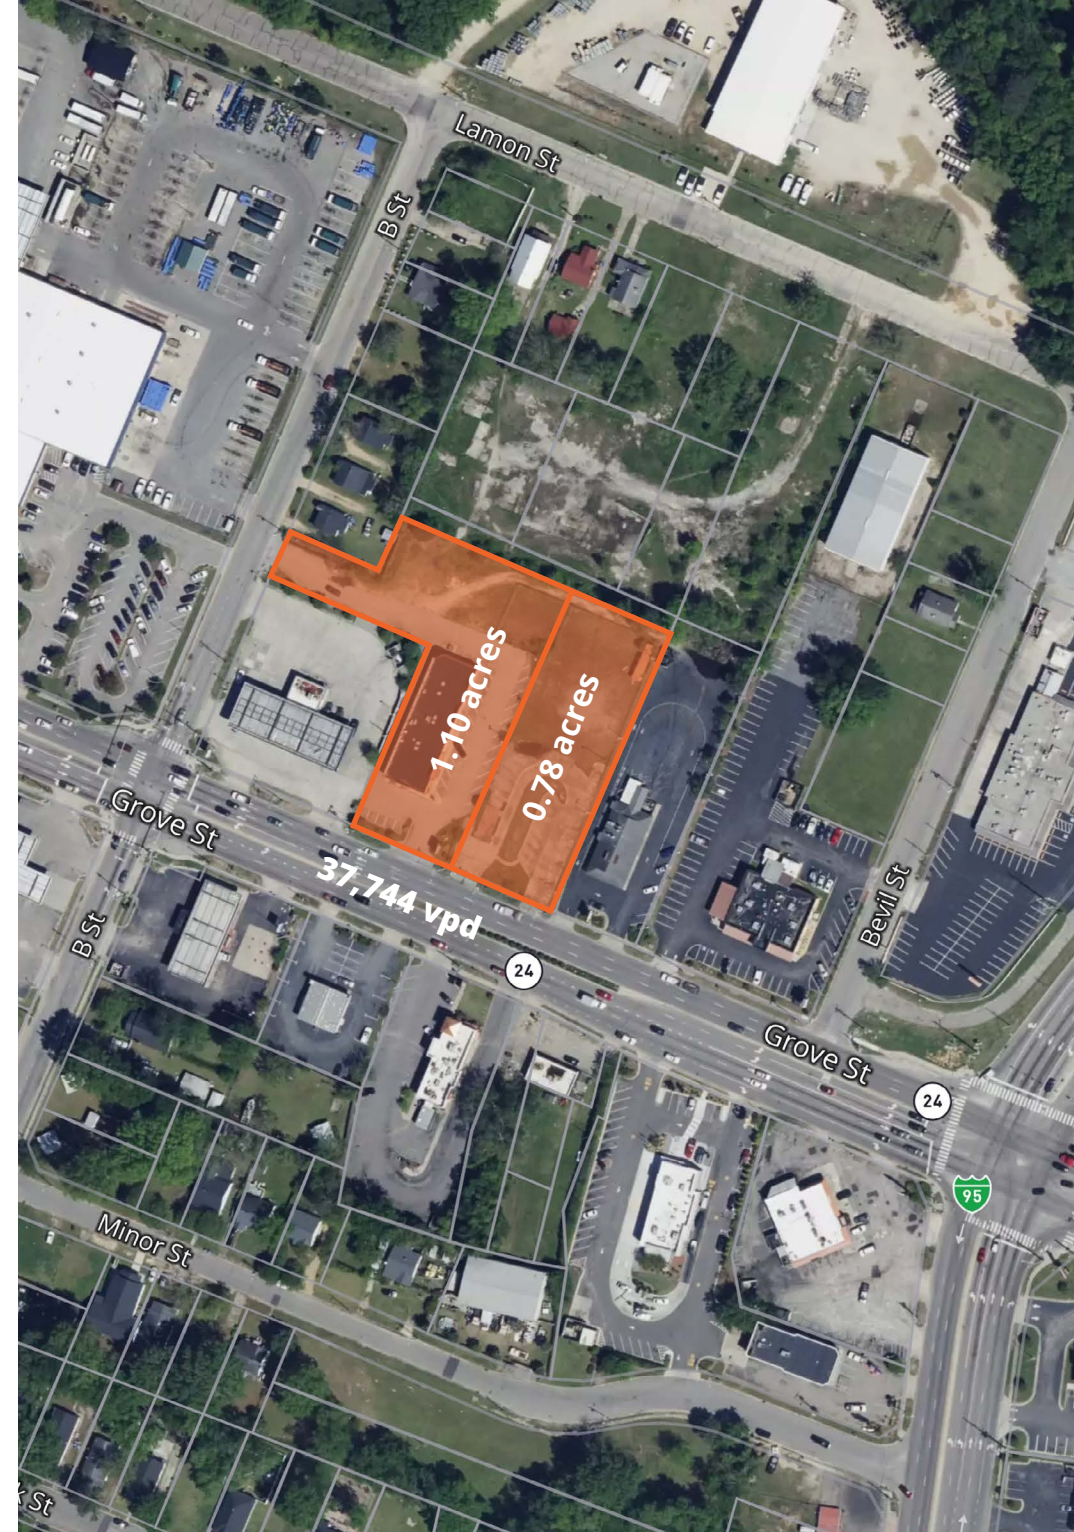 Lamon St
B St
1.10 acres
0.78 acres
Grove St
37,744 vpd
B St
Bevil St
24
Grove St
24
95
Minor St
k St